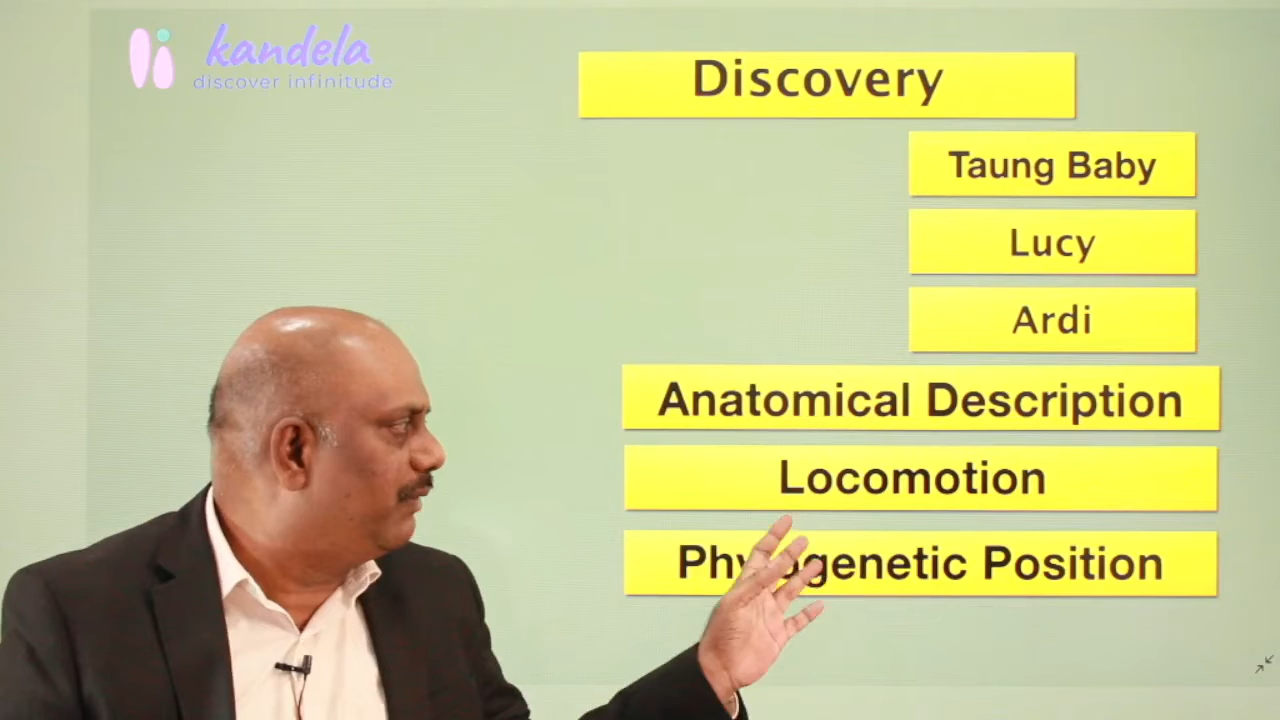 kandela
discover infinitude
Discovery
Taung Baby
Lucy
Ardi
Anatomical Description
Locomotion
Position